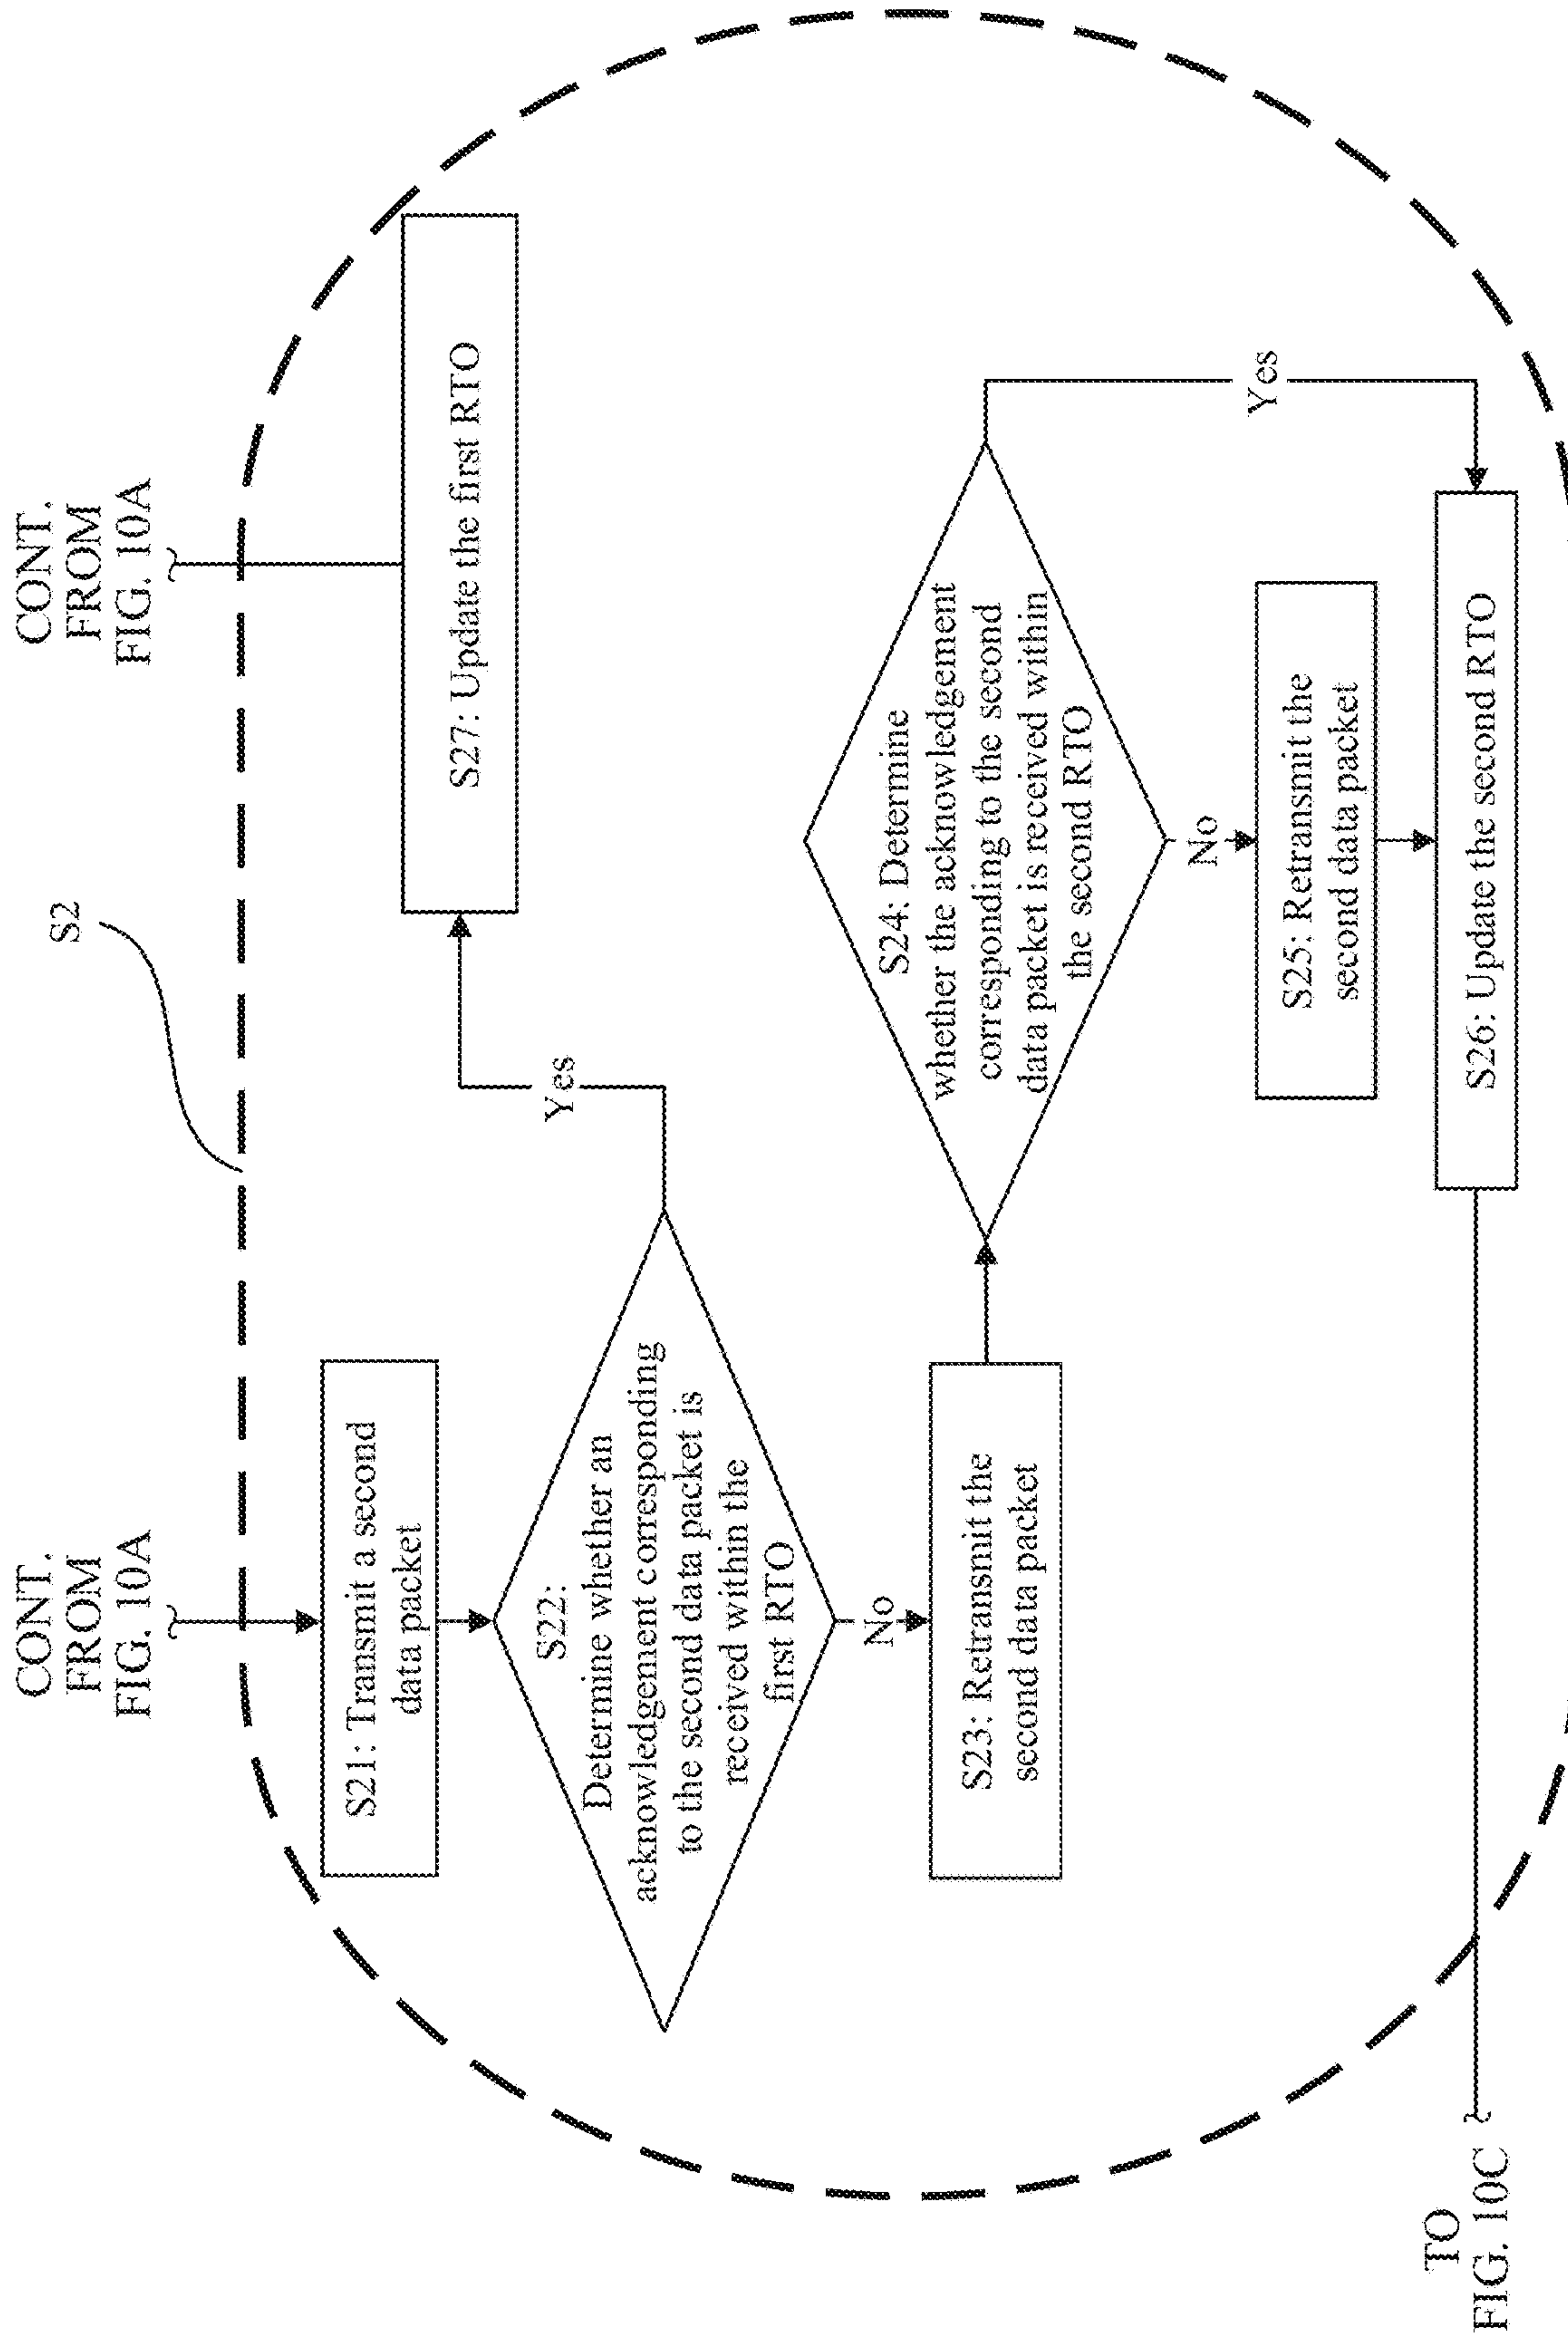 CONT.
FROM
FIG. 10A
CONT.
FROM
FIG. 10A
S2
S21: Transmit a second
data packet
S22:
Determine whether an
acknowledgement corresponding
to the second data packet is
received within the
first RTO
Yes
S27: Update the first RTO
No
S23: Retransmit the
second data packet
S24: Determine
whether the acknowledgement
corresponding to the second
data packet is received within
the second RTO
Yes
No
S25: Retransmit the
second data packet
S26: Update the second RTO
TO
FIG. 10C